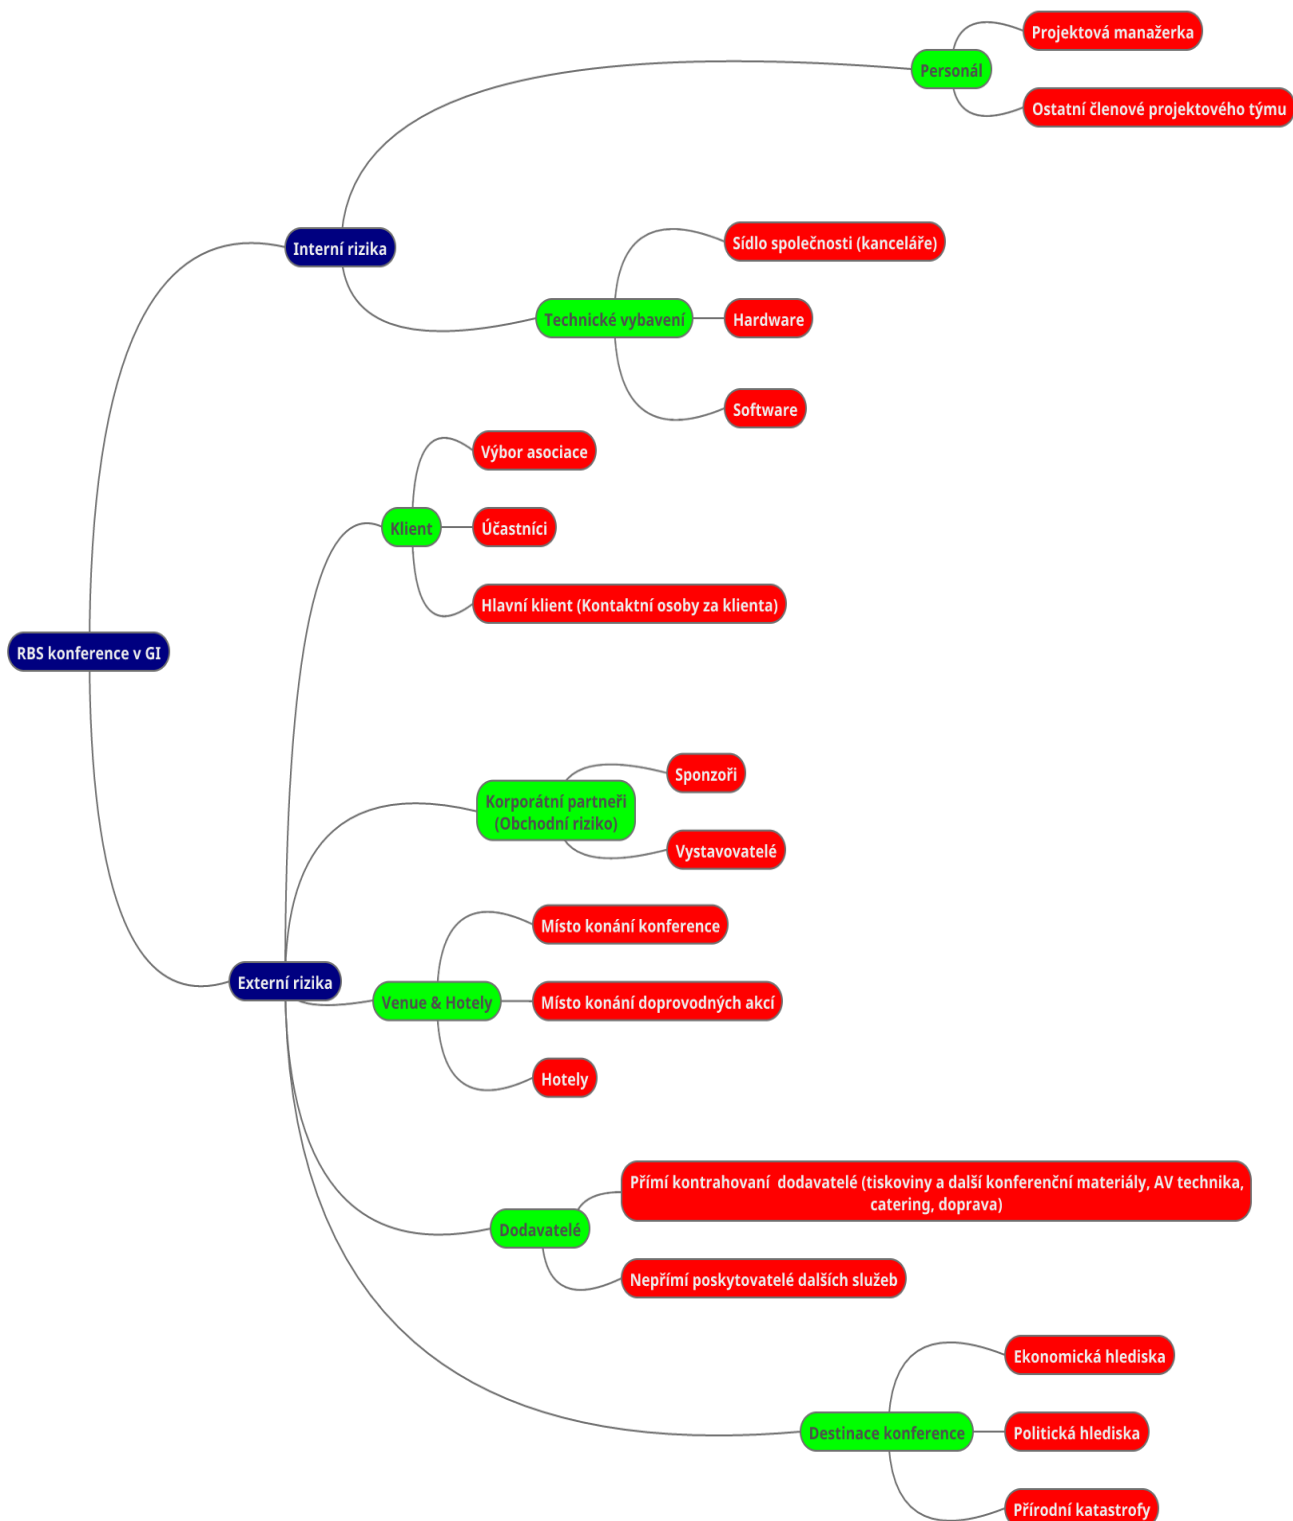 Projektová manažerka
Personál
Ostatní členové projektového týmu
Interní rizika
Sídlo společnosti (kanceláře)
Technické vybavení
Hardware
Software
Výbor asociace
Klient
Účastníci
Hlavní klient (Kontaktní osoby za klienta)
RBS konference v GI
Sponzoři
Korporátní partneři
(Obchodní riziko)
Vystavovatelé
Místo konání konference
Externí rizika
Venue & Hotely
Místo konání doprovodných akcí
Hotely
Přímí kontrahovaní  dodavatelé (tiskoviny a další konferenční materiály, AV technika,
catering, doprava)
Dodavatelé
Nepřímí poskytovatelé dalších služeb
Ekonomická hlediska
Destinace konference
Politická hlediska
Přírodní katastrofy